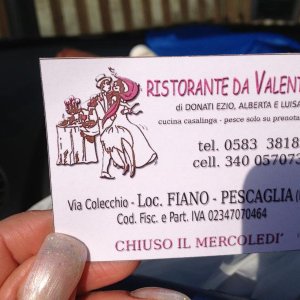 RISTORANTE DA VALENT
di DONATI EZIO, ALBERTA E LUISA
cucina casalinga - pesce solo su prenota
tel. 0583 3818
cell. 340 057073
Via Colecchio - Loc. FIANO - PESCAGLIA
Cod. Fisc. e Part. IVA 02347070464
CHIUSO IL MERCOLEDI'